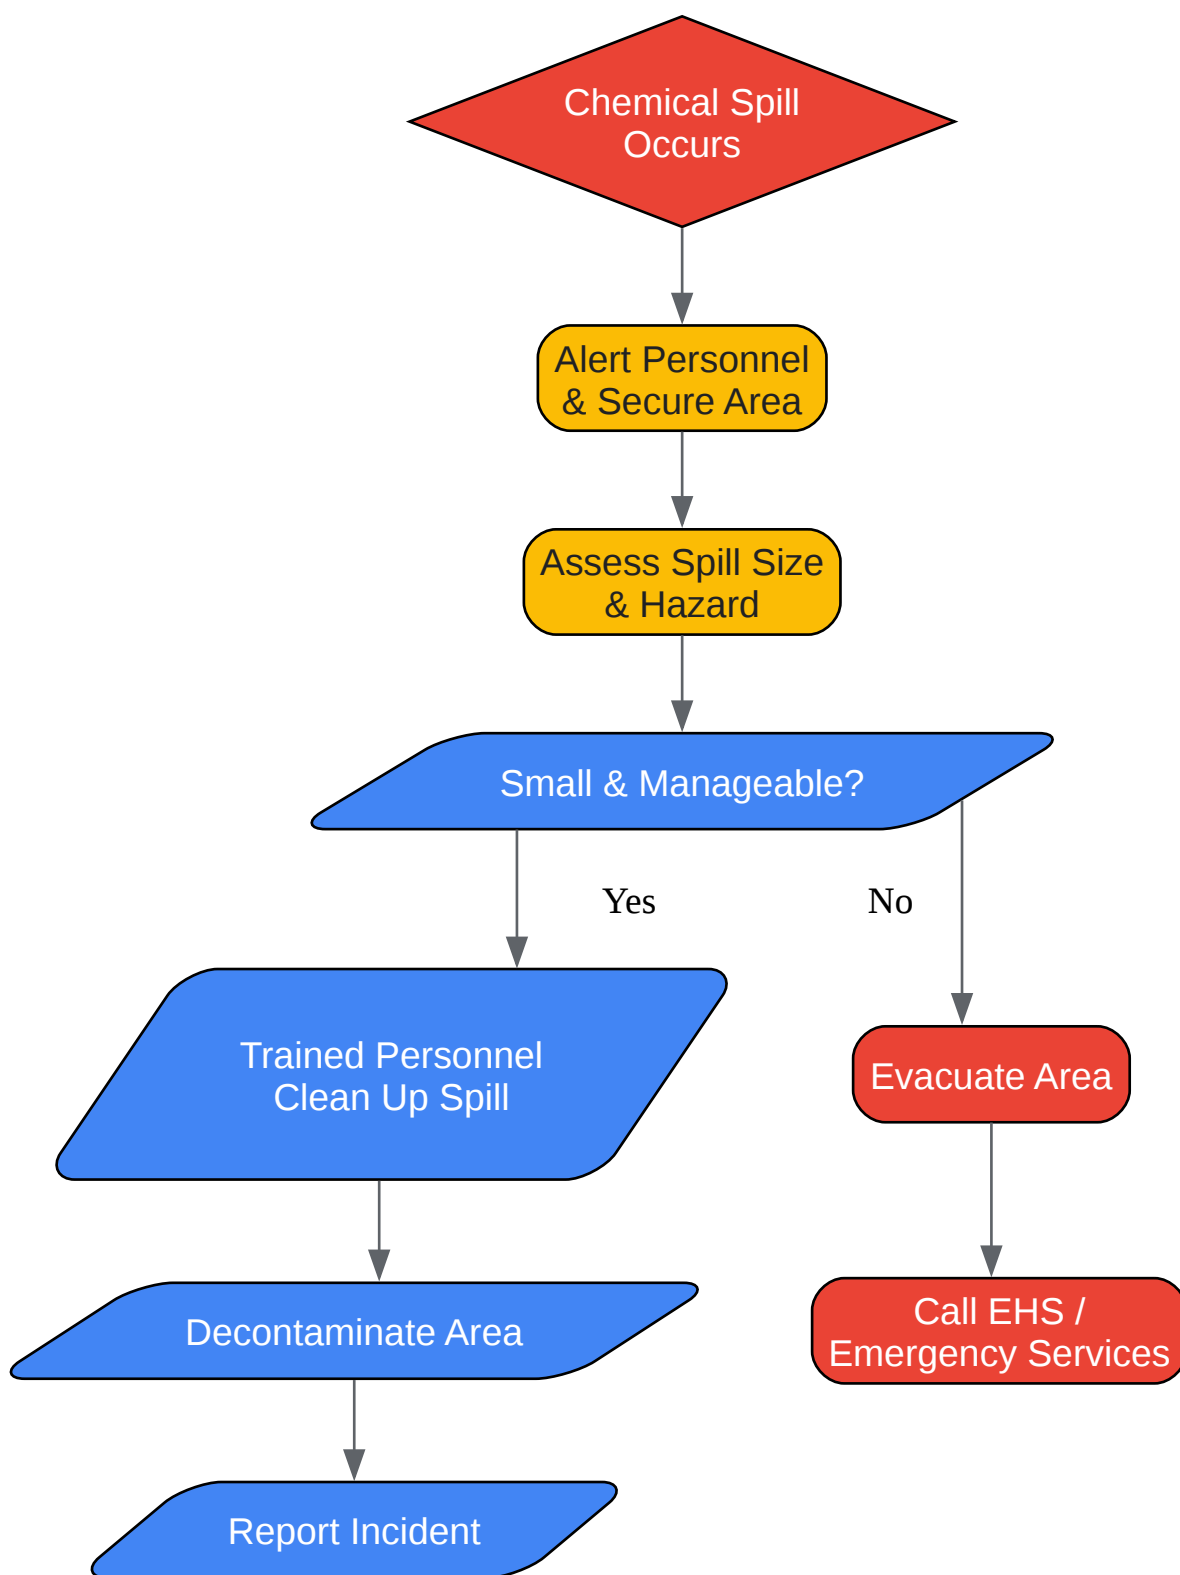 Chemical Spill
Occurs
Alert Personnel
& Secure Area
Assess Spill Size
& Hazard
Small & Manageable?
Yes
No
Trained Personnel
Clean Up Spill
Evacuate Area
Decontaminate Area
Call EHS /
Emergency Services
Report Incident